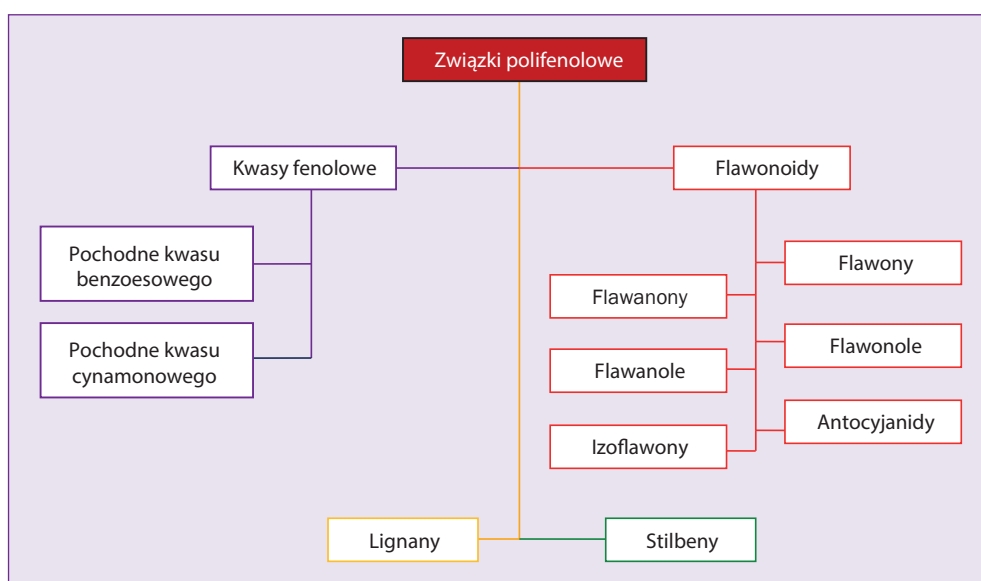 Związki polifenolowe
Kwasy fenolowe
Flawonoidy
Pochodne kwasu
benzoesowego
Pochodne kwasu
cynamonowego
Flawony
Flawanony
Flawonole
Flawanole
Antocyjanidy
Izoflawony
Lignany
Stilbeny